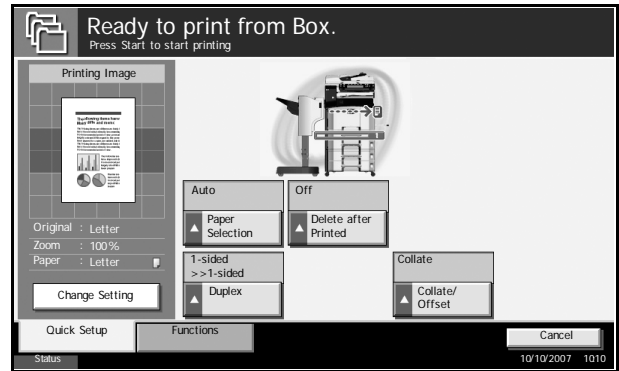 Ready to print from Box.
Press Start to start printing
Printing Image
Original : Letter
Zoom : 100%
Paper : Letter
Change Setting
Auto
Paper
Selection
Off
Delete after
Printed
1-sided
>>1-sided
Duplex
Collate
Collate/
Offset
Quick Setup
Functions
Cancel
Status
10/10/2007 10:10